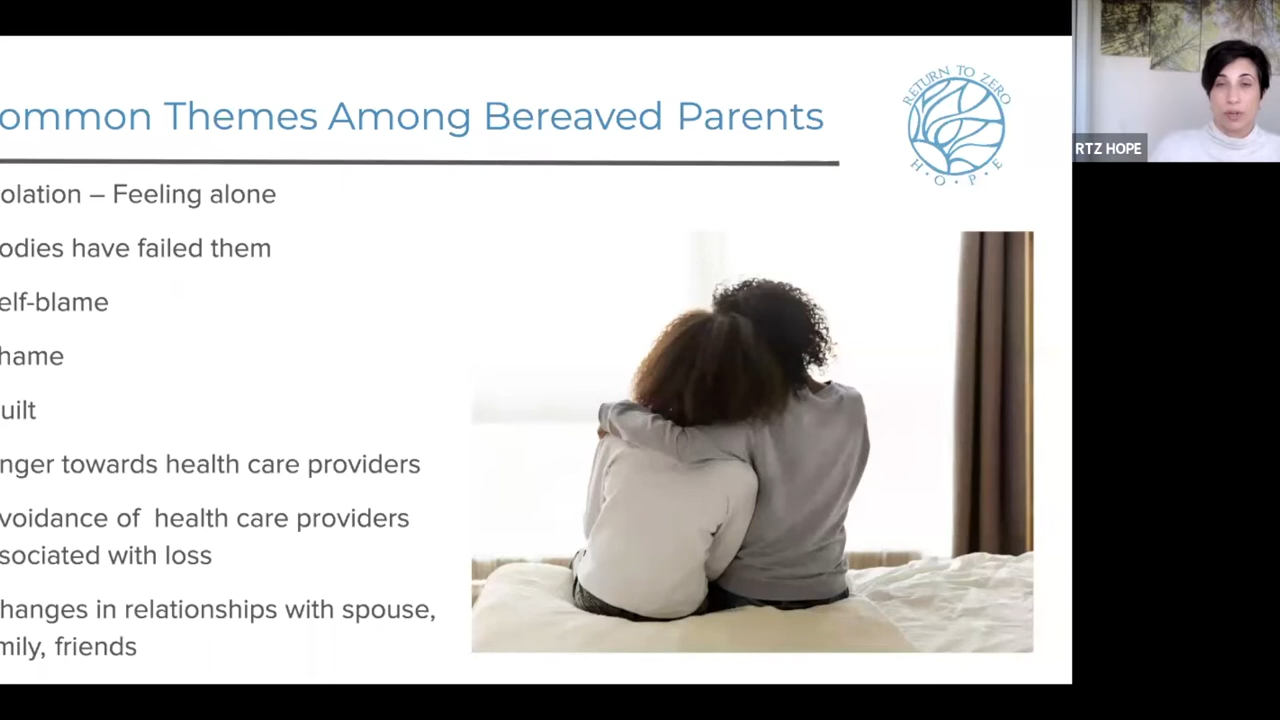 ommon Themes Among Bereaved Parents
RETURN TO ZERO
H · O · P · E
RTZ HOPE
olation – Feeling alone
odies have failed them
elf-blame
hame
uilt
nger towards health care providers
voidance of  health care providers
sociated with loss
hanges in relationships with spouse,
mily, friends